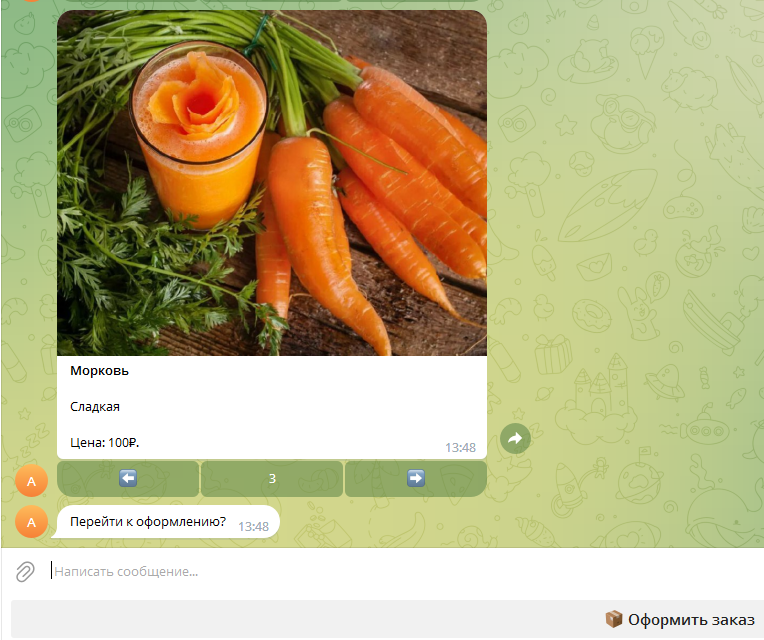 Морковь
Сладкая
Цена: 100₽.
13:48
А
3
А
Перейти к оформлению?
13:48
Написать сообщение...
Оформить заказ